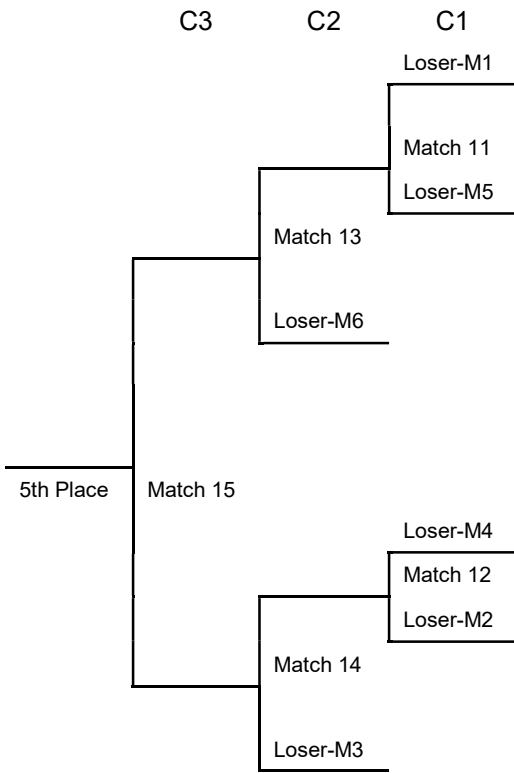 C3 C2 C1
Loser-M1
Match 11
Loser-M5
Match 13
Loser-M6
5th Place Match 15
Loser-M4
Match 12
Loser-M2
Match 14
Loser-M3